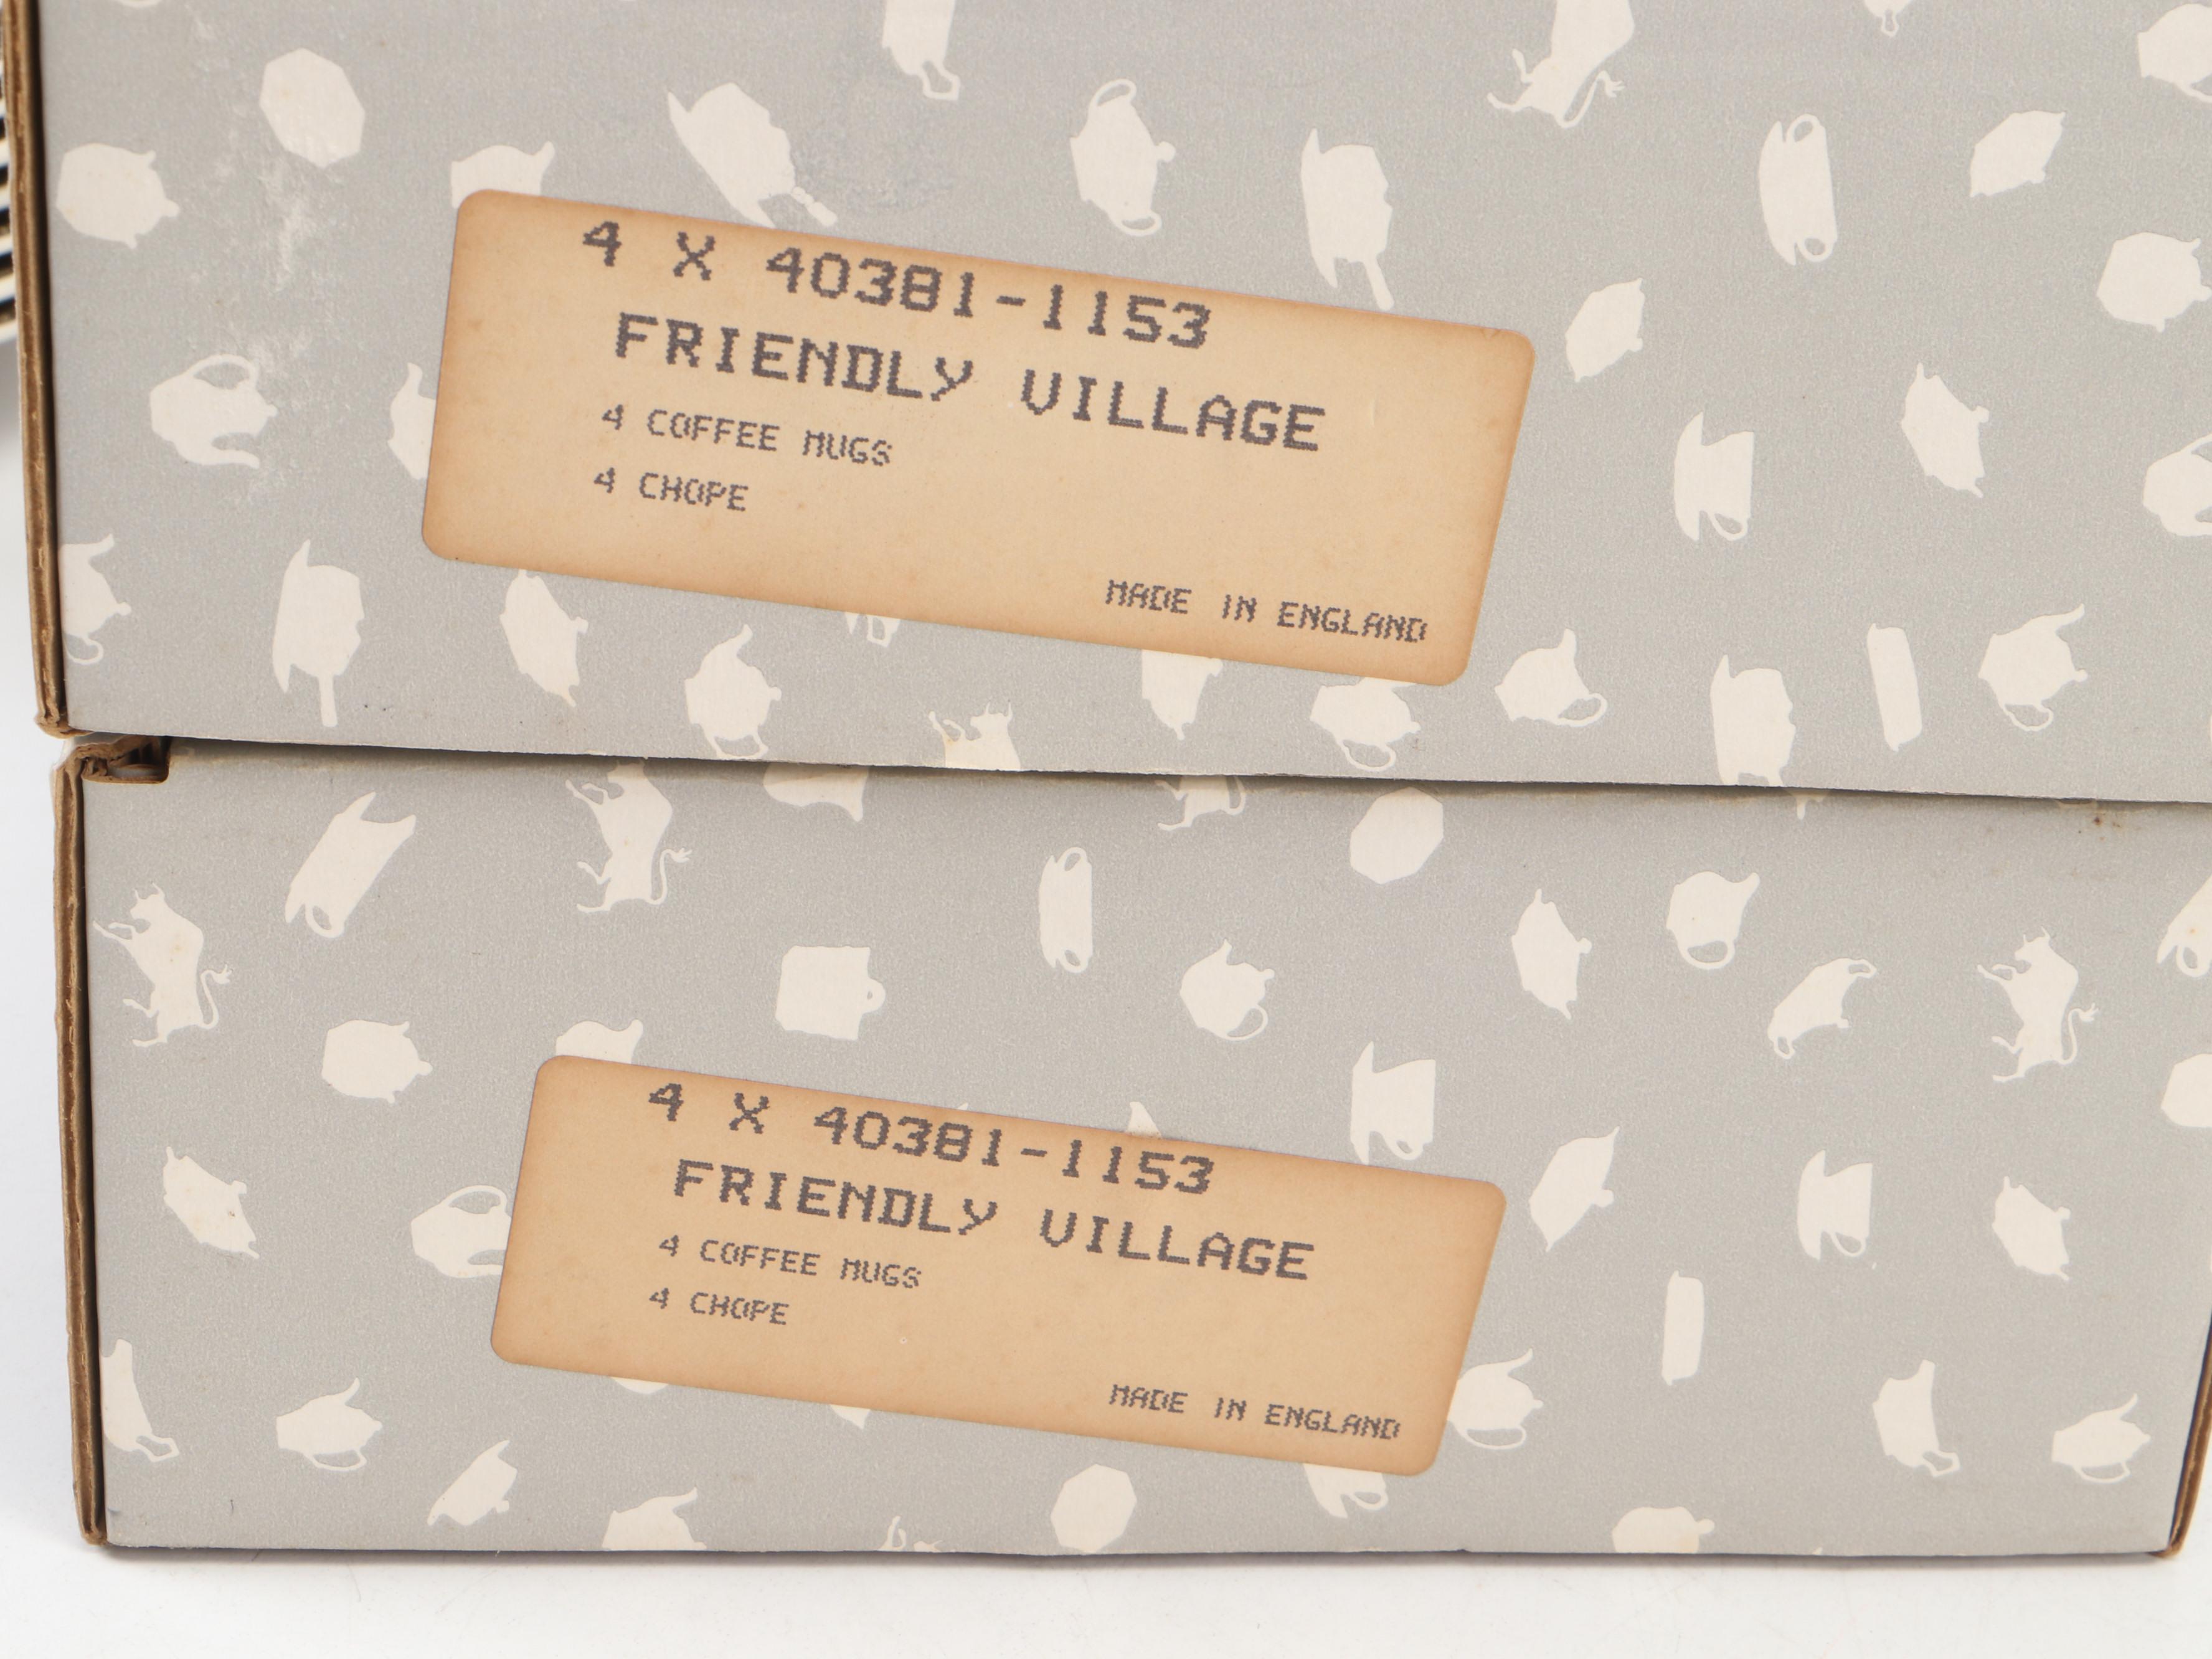 4 X 40381-1153
FRIENDLY VILLAGE
4 COFFEE MUGS
4 CHOPE
MADE IN ENGLAND
4 X 40381-1153
FRIENDLY VILLAGE
4 COFFEE MUGS
4 CHOPE
MADE IN ENGLAND